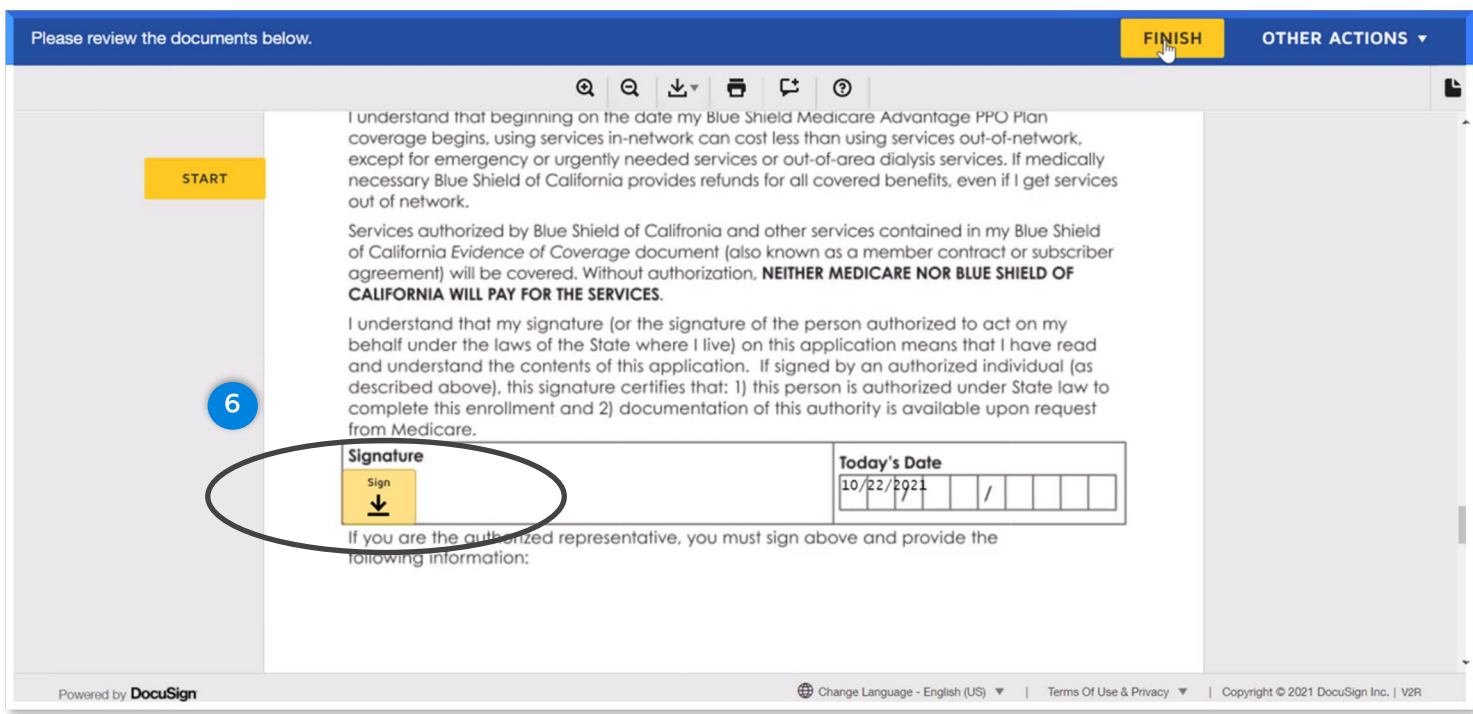 Please review the documents below.
FINISH
OTHER ACTIONS
I understand that beginning on the date my Blue Shield Medicare Advantage PPO Plan
coverage begins, using services in-network can cost less than using services out-of-network,
except for emergency or urgently needed services or out-of-area dialysis services. If medically
necessary Blue Shield of California provides refunds for all covered benefits, even if I get services
out of network.
START
Services authorized by Blue Shield of Califronia and other services contained in my Blue Shield
of California Evidence of Coverage document (also known as a member contract or subscriber
agreement) will be covered. Without authorization, NEITHER MEDICARE NOR BLUE SHIELD OF
CALIFORNIA WILL PAY FOR THE SERVICES.
I understand that my signature (or the signature of the person authorized to act on my
behalf under the laws of the State where I live) on this application means that I have read
and understand the contents of this application. If signed by an authorized individual (as
described above), this signature certifies that: 1) this person is authorized under State law to
complete this enrollment and 2) documentation of this authority is available upon request
from Medicare.
6
Signature
Sign
Today's Date
10/22/2021
/ /
If you are the authorized representative, you must sign above and provide the
following information:
Powered by DocuSign
Change Language - English (US) | Terms Of Use & Privacy | Copyright © 2021 DocuSign Inc. | V2R